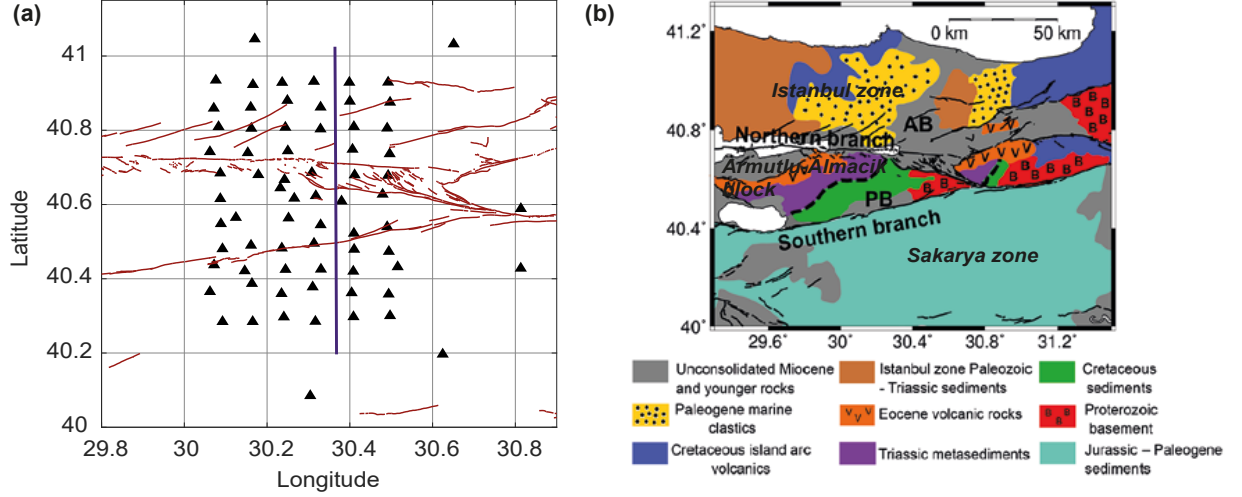 (a)
41
40.8
40.6
40.4
40.2
40
29.8
30
30.2
30.4
30.6
30.8
Latitude
Longitude
(b)
41.2˚
40.8˚
40.4˚
40˚
29.6˚
30˚
30.4˚
30.8˚
31.2˚
0 km 50 km
Istanbul zone
AB
Northern branch
Armutlu-Almacik
Block
PB
Southern branch
Sakarya zone
B B
B
B B
B
V V
V
V V V V V
V
V
V V
B B B
B B
B B B
B B B
Unconsolidated Miocene
and younger rocks
Istanbul zone Paleozoic
- Triassic sediments
Cretaceous
sediments
Paleogene marine
clastics
V V
V
Eocene volcanic rocks
B B
B
Proterozoic
basement
Cretaceous island arc
volcanics
Triassic metasediments
Jurassic – Paleogene
sediments